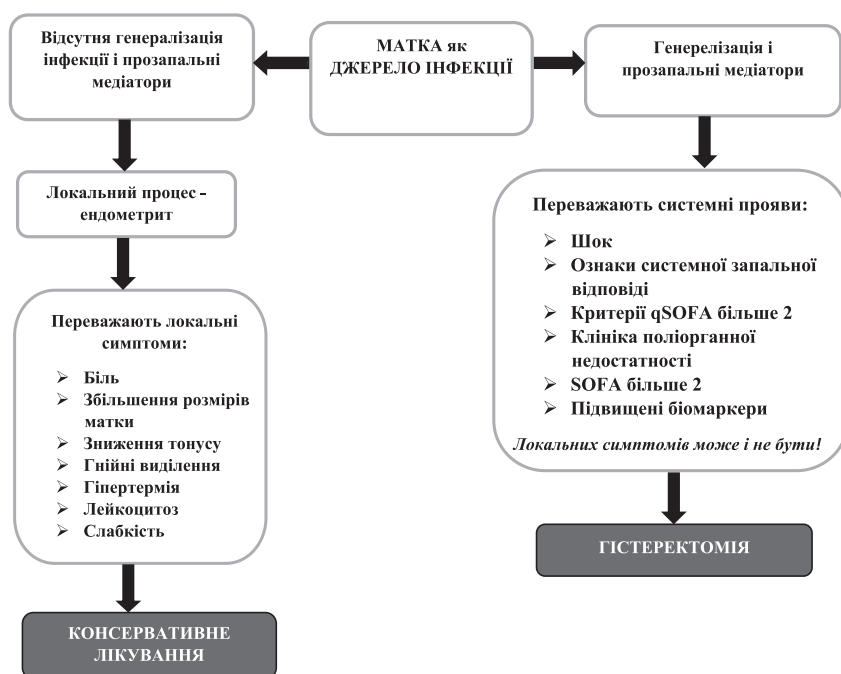 Відсутня генералізація
інфекції і прозапальні
медіатори
МАТКА як
ДЖЕРЕЛО ІНФЕКЦІЇ
Генерелізація і
прозапальні медіатори
Локальний процес -
ендометрит
Переважають локальні
симптоми:
➢ Біль
➢ Збільшення розмірів
матки
➢ Зниження тонусу
➢ Гнійні виділення
➢ Гіпертермія
➢ Лейкоцитоз
➢ Слабкість
КОНСЕРВАТИВНЕ
ЛІКУВАННЯ
Переважають системні прояви:
➢ Шок
➢ Ознаки системної запальної
відповіді
➢ Критерії qSOFA більше 2
➢ Клініка поліорганної
недостатності
➢ SOFA більше 2
➢ Підвищені біомаркери
Локальних симптомів може і не бути!
ГІСТЕРЕКТОМІЯ